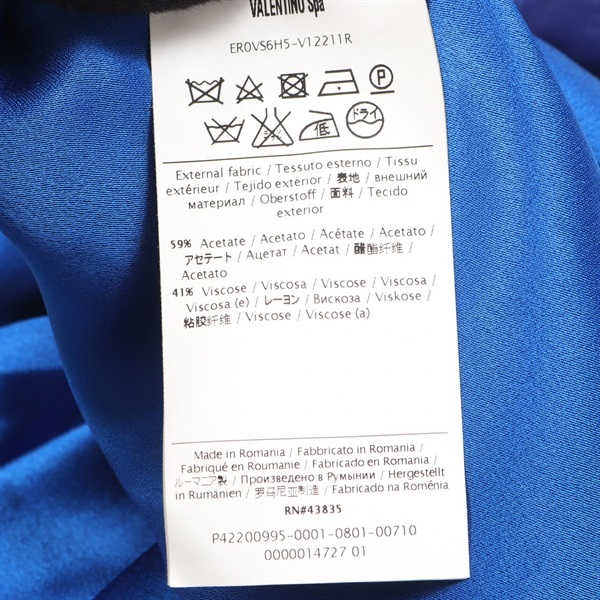 VALENTINO SpA
ER0VS6H5-V12211R
P
低
ドライ
External fabric / Tessuto esterno / Tissu
extérieur / Tejido exterior / 表地 / внешний
материал / Oberstoff / 面料 / Tecido
exterior
59% Acetate / Acetato / Acétate / Acetato
/ アセテート / Ацетат / Acetat / 醋酯纤维 /
Acetato
41% Viscose / Viscosa / Viscose / Viscosa /
Viscosa (e) / レーヨン / Вискоза / Viskose /
粘胶纤维 / Viscose / Viscose (a)
Made in Romania / Fabbricato in Romania /
Fabriqué en Roumanie / Fabricado en Romania /
ルーマニア製 / Произведено в Румынии / Hergestellt
in Rumänien / 罗马尼亚制造 / Fabricado na Roménia
RN#43835
P42200995-0001-0801-00710
0000014727 01